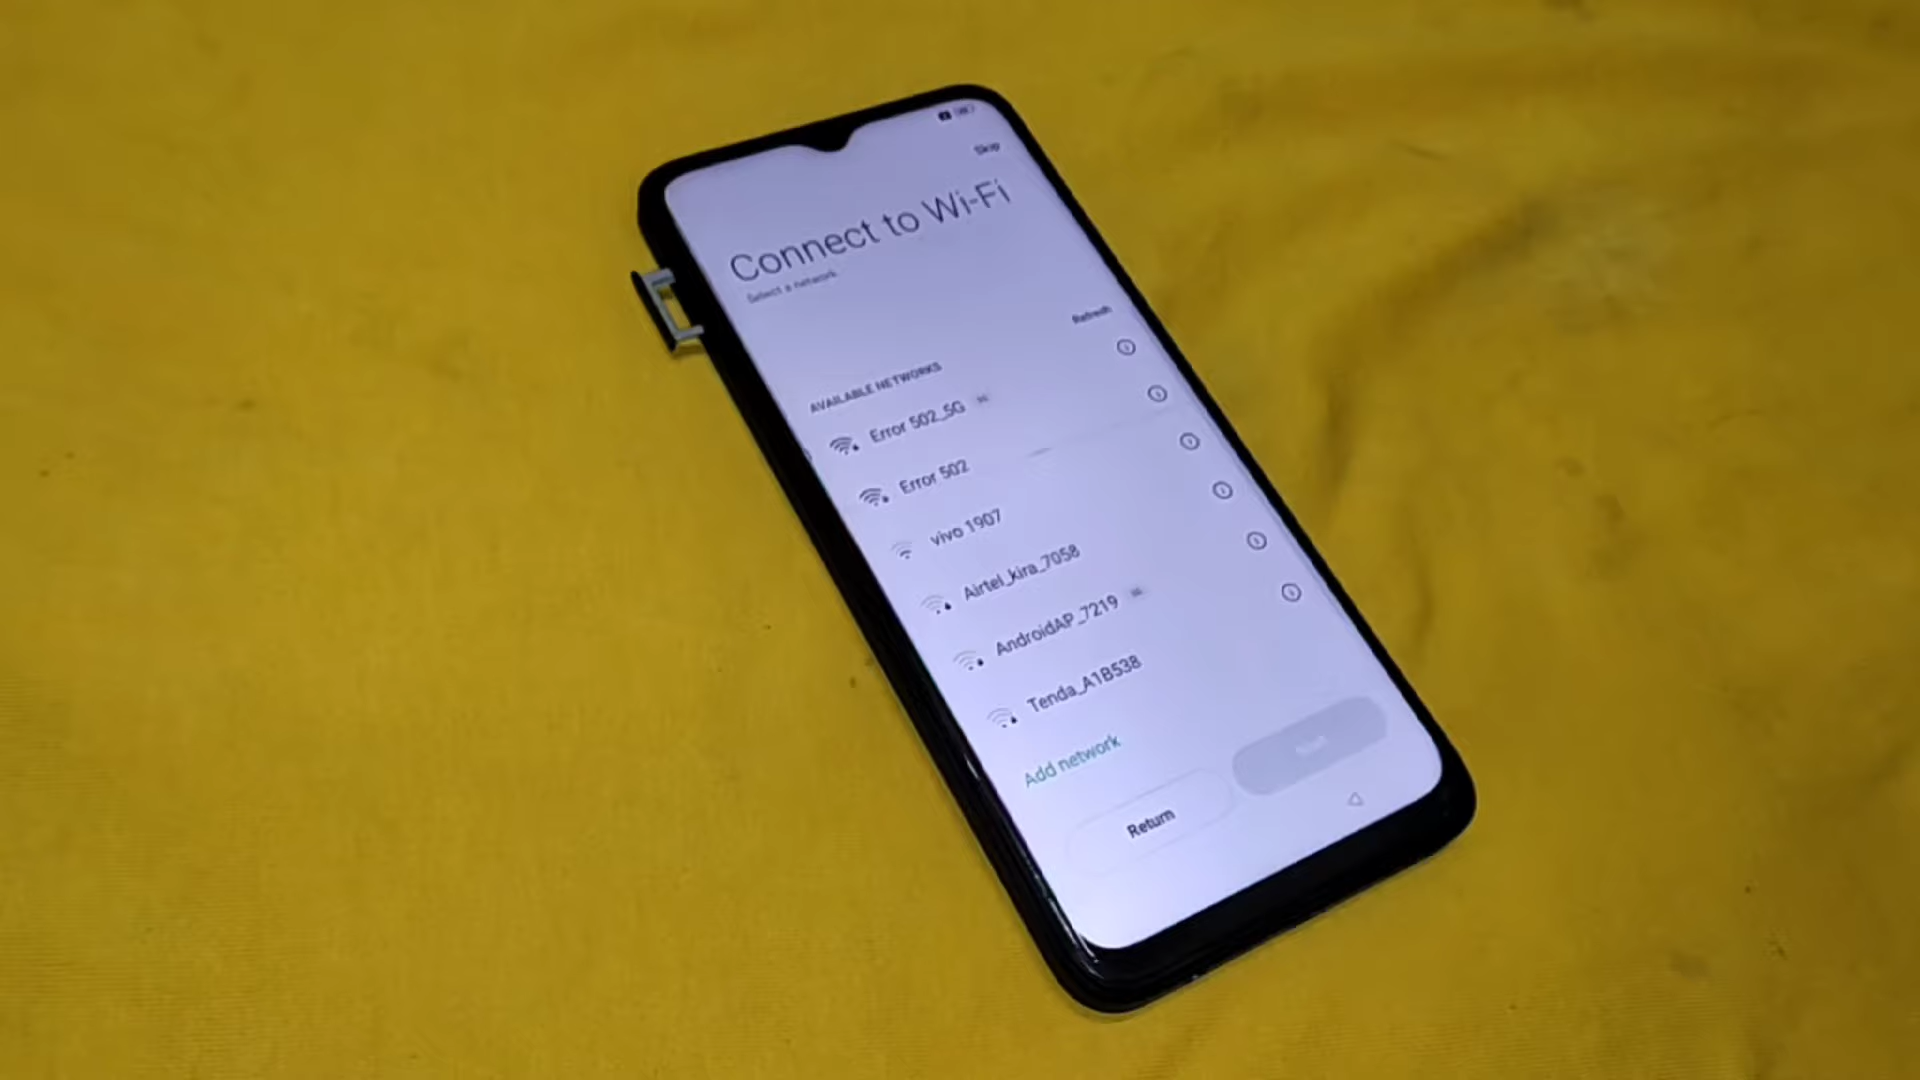 Skip
Connect to Wi-Fi
Select a network
Refresh
AVAILABLE NETWORKS
Error 502_5G
Error 502
vivo 1907
Airtel_kira_7058
AndroidAP_7219
Tenda_A1B538
Add network
Return